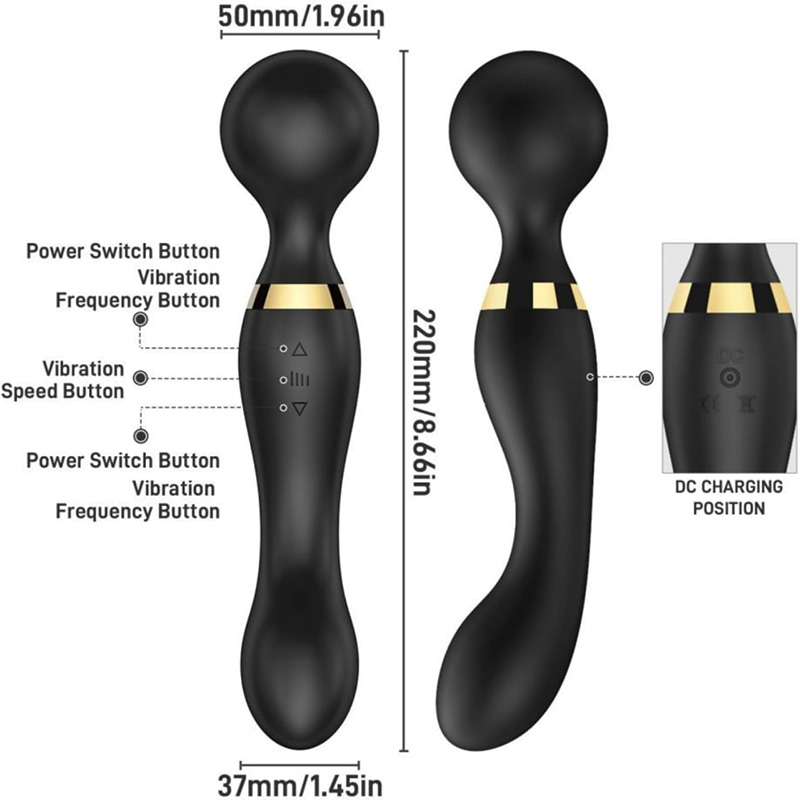 50mm/1.96in
Power Switch Button
Vibration
Frequency Button
Vibration
Speed Button
Power Switch Button
Vibration
Frequency Button
220mm/8.66in
DC
CE
DC CHARGING
POSITION
37mm/1.45in